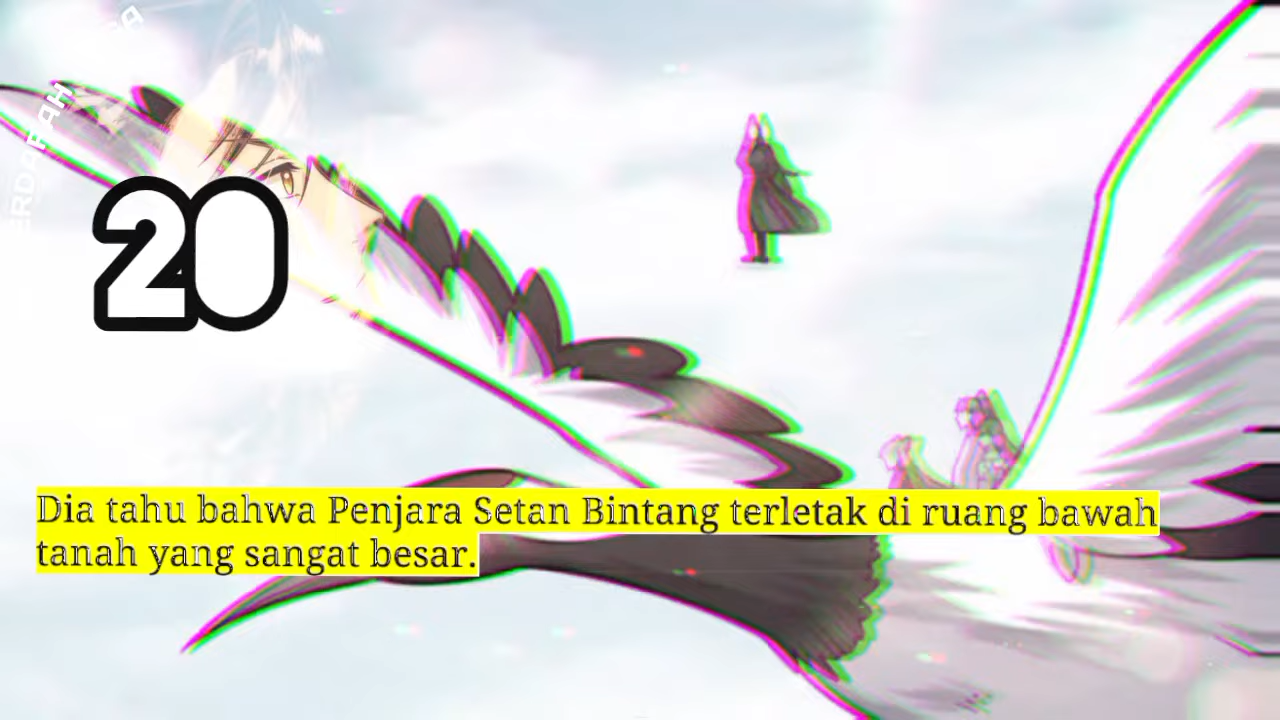 20
Dia tahu bahwa Penjara Setan Bintang terletak di ruang bawah
tanah yang sangat besar.